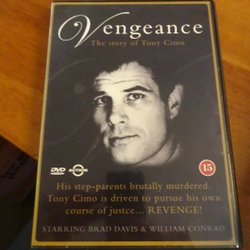 Vengeance
The story of Tony Cimo
DVD
15
His step-parents brutally murdered.
Tony Cimo is driven to pursue his own
course of justce... REVENGE!
STARRING BRAD DAVIS & WILLIAM CONRAD